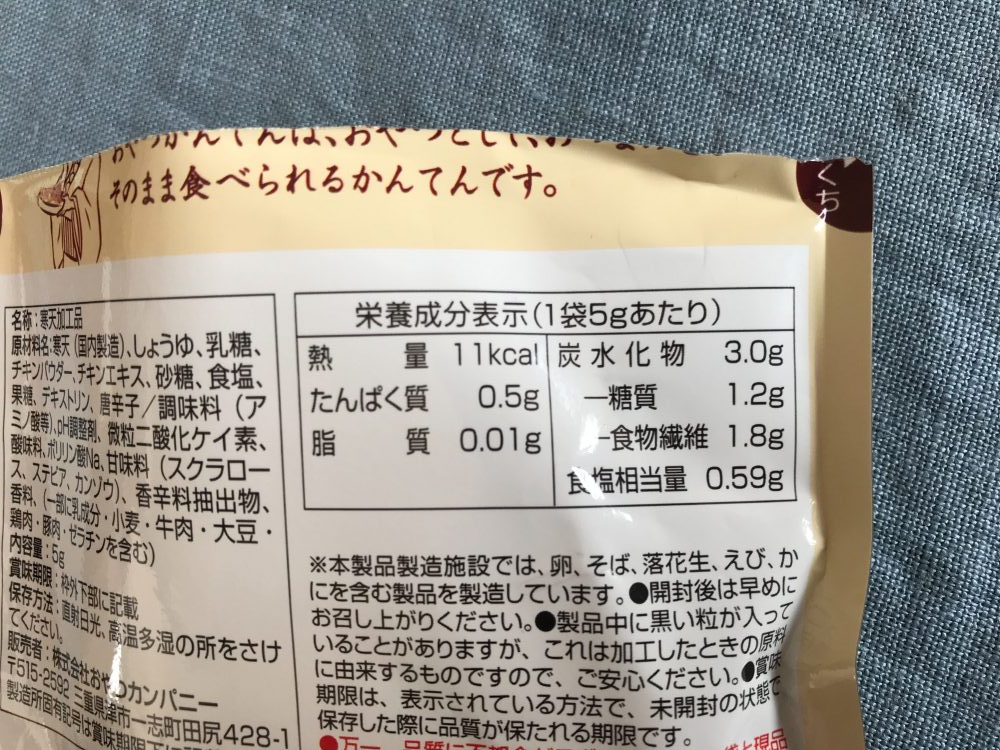 そのまま食べられるかんてんです。
くち
名称：寒天加工品
原材料名：寒天（国内製造）、しょうゆ、乳糖、
チキンパウダー、チキンエキス、砂糖、食塩、
果糖、デキストリン、唐辛子／調味料（ア
ミノ酸等）、pH調整剤、微粒二酸化ケイ素、
酸味料、ポリリン酸Na、甘味料（スクラロー
ス、ステビア、カンゾウ）、香辛料抽出物、
香料、（一部に乳成分・小麦・牛肉・大豆・
鶏肉・豚肉・ゼラチンを含む）
内容量：5g
賞味期限：枠外下部に記載
保存方法：直射日光、高温多湿の所をさけ
てください。
販売者：株式会社おやつカンパニー
〒515-2592 三重県津市一志町田尻428-1
製造所固有記号は賞味期限
栄養成分表示（1袋5gあたり）
熱量 11kcal 炭水化物 3.0g
たんぱく質 0.5g －糖質 1.2g
脂質 0.01g －食物繊維 1.8g
食塩相当量 0.59g
※本製品製造施設では、卵、そば、落花生、えび、か
にを含む製品を製造しています。●開封後は早めに
お召し上がりください。●製品中に黒い粒が入って
いることがありますが、これは加工したときの原料
に由来するものですので、ご安心ください。●賞味
期限は、表示されている方法で、未開封の状態で
保存した際に品質が保たれる期限です。